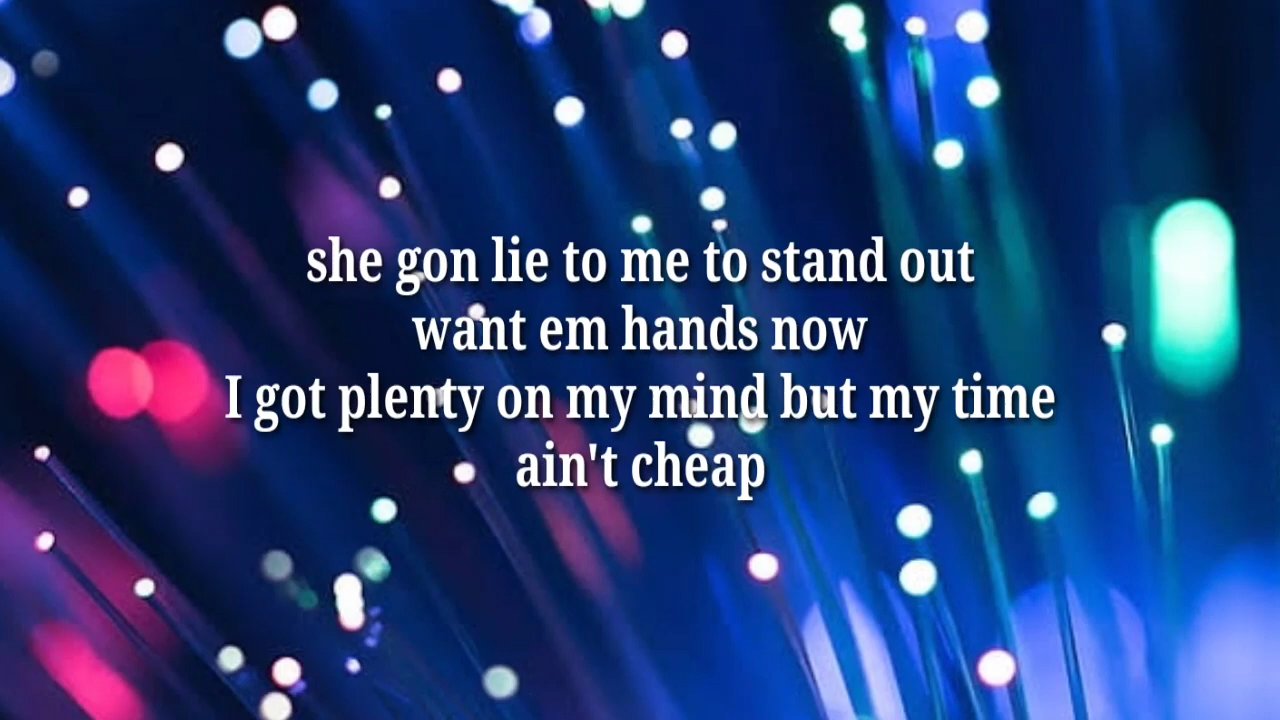 she gon lie to me to stand out
want em hands now
I got plenty on my mind but my time
ain't cheap